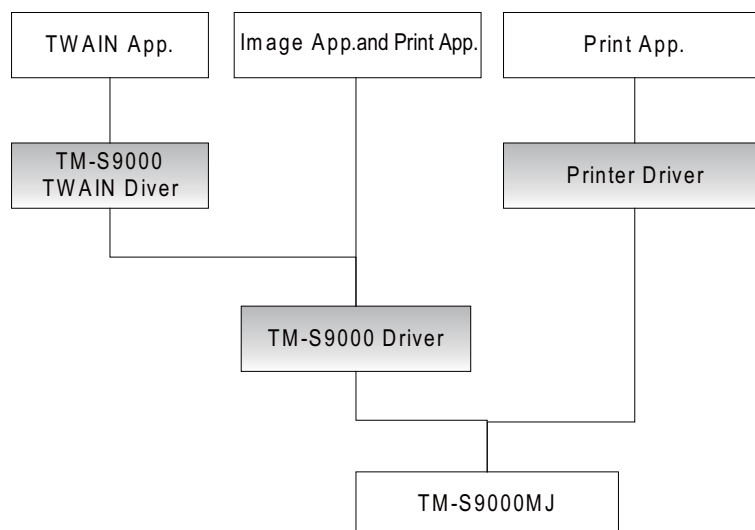 TWAIN App.
Image App.and Print App.
Print App.
TM-S9000
TWAIN Diver
Printer Driver
TM-S9000 Driver
TM-S9000MJ